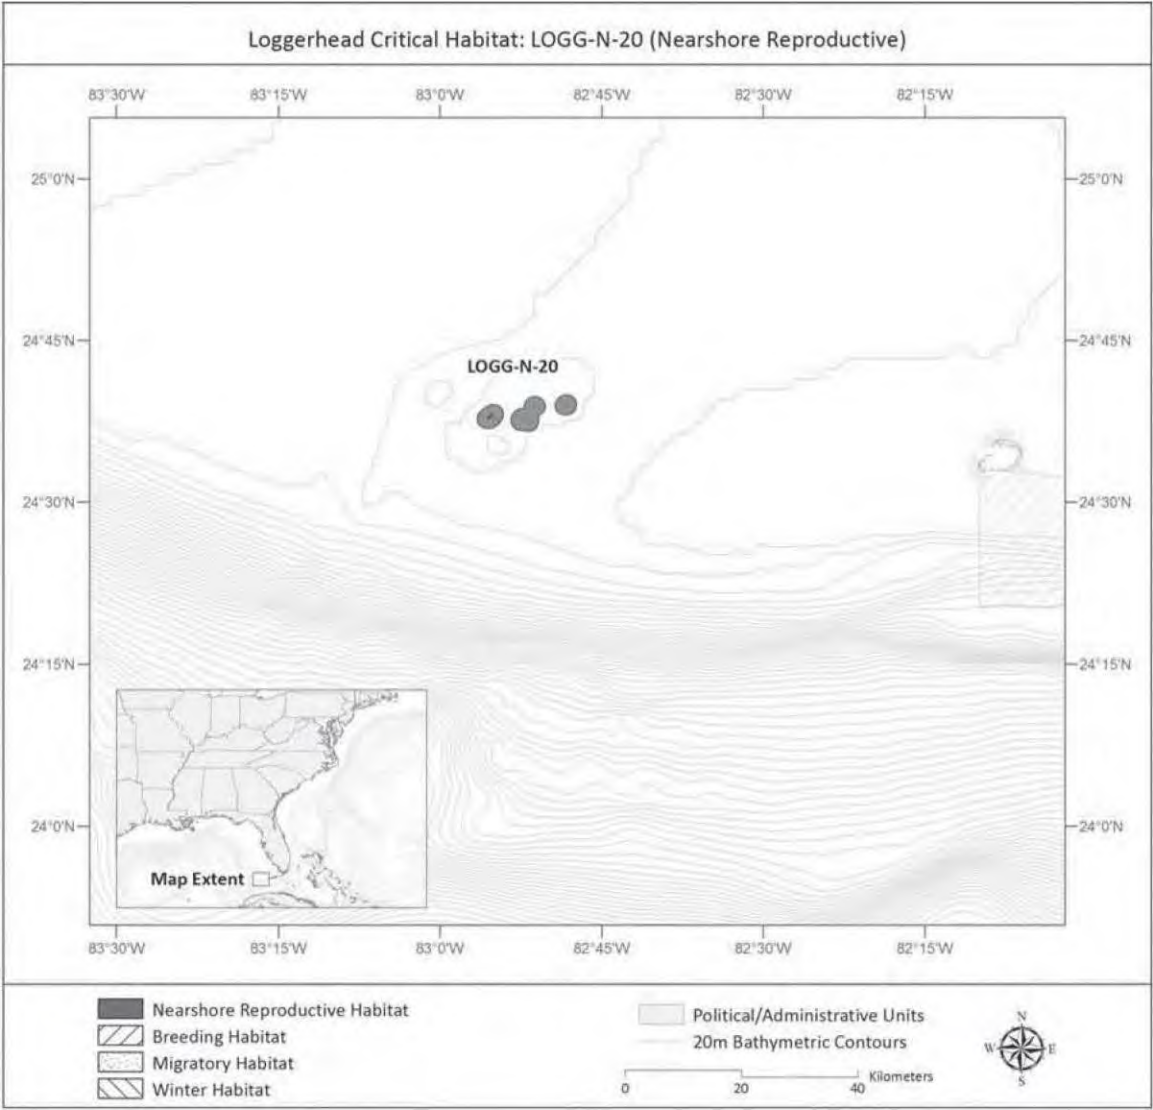 Loggerhead Critical Habitat: LOGG-N-20 (Nearshore Reproductive)
83°30'W 83°15'W 83°0'W 82°45'W 82°30'W 82°15'W
25°0'N 25°0'N
24°45'N 24°45'N
LOGG-N-20
24°30'N 24°30'N
24°15'N 24°15'N
24°0'N 24°0'N
Map Extent
83°30'W 83°15'W 83°0'W 82°45'W 82°30'W 82°15'W
Nearshore Reproductive Habitat
Breeding Habitat
Migratory Habitat
Winter Habitat
Political/Administrative Units
20m Bathymetric Contours
Kilometers
0 20 40
N
W E
S